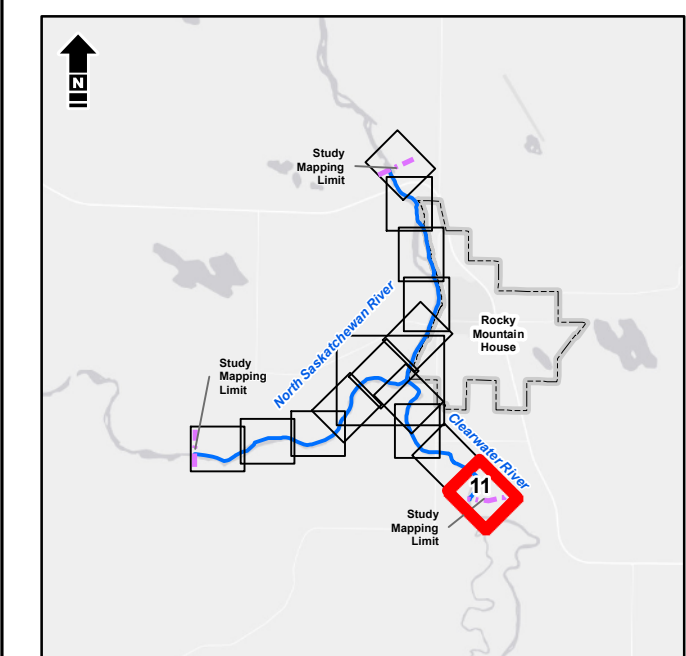 N
Study
Mapping
Limit
North Saskatchewan River
Rocky
Mountain
House
Study
Mapping
Limit
Clearwater River
11
Study
Mapping
Limit